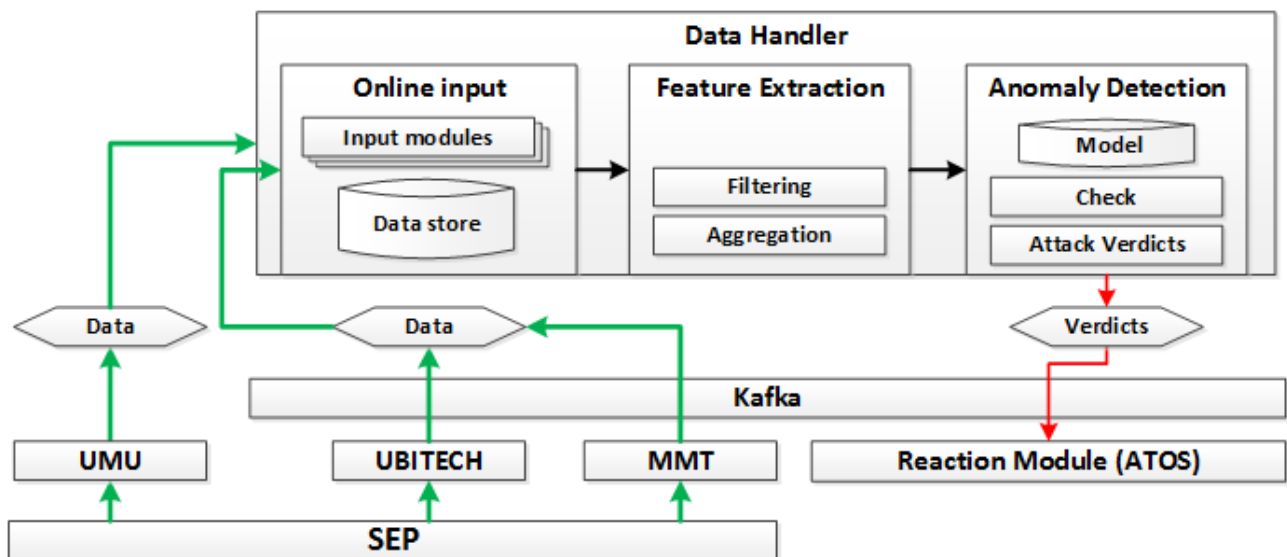 Data Handler
Online input
Input modules
Data store
Feature Extraction
Filtering
Aggregation
Anomaly Detection
Model
Check
Attack Verdicts
Data
Data
Verdicts
Kafka
UMU
UBITECH
MMT
Reaction Module (ATOS)
SEP